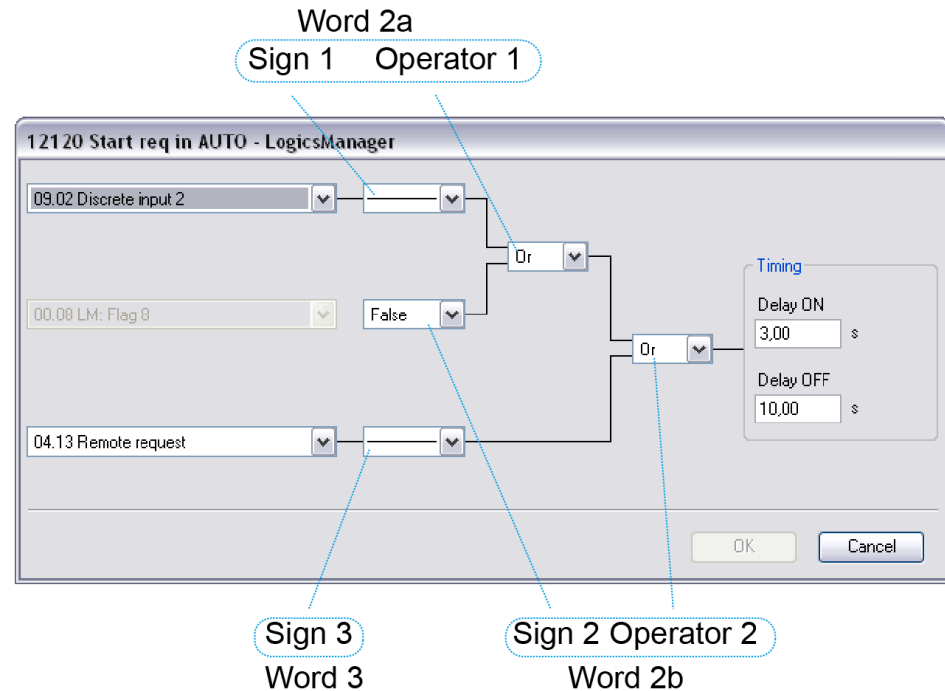 Word 2a
Sign 1 Operator 1
12120 Start req in AUTO - LogicsManager
09.02 Discrete input 2
Or
Timing
00.08 LM: Flag 8
False
Delay ON
3,00 s
Or
Delay OFF
10,00 s
04.13 Remote request
OK Cancel
Sign 3 Sign 2 Operator 2
Word 3 Word 2b